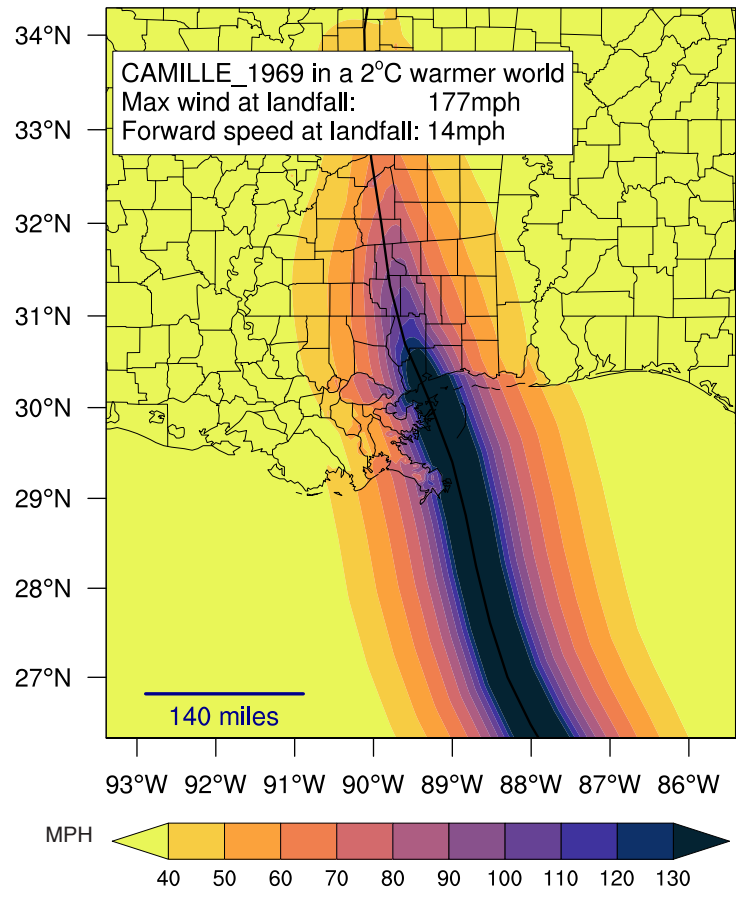 34°N
CAMILLE_1969 in a 2°C warmer world
Max wind at landfall: 177mph
Forward speed at landfall: 14mph
33°N
32°N
31°N
30°N
29°N
28°N
27°N
140 miles
93°W 92°W 91°W 90°W 89°W 88°W 87°W 86°W
MPH
40 50 60 70 80 90 100 110 120 130